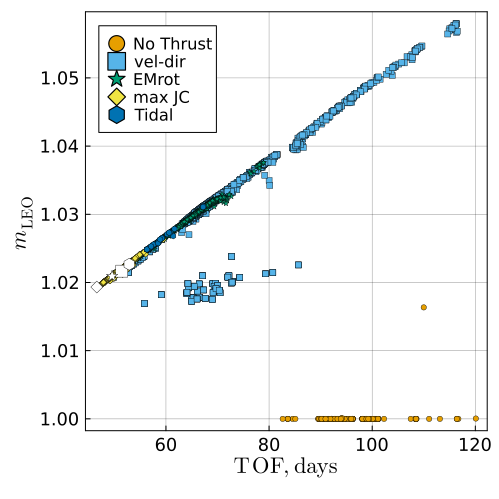 No Thrust
vel-dir
EMrot
max JC
Tidal
1.05
1.04
1.03
1.02
1.01
1.00
m_LEO
60 80 100 120
TOF, days